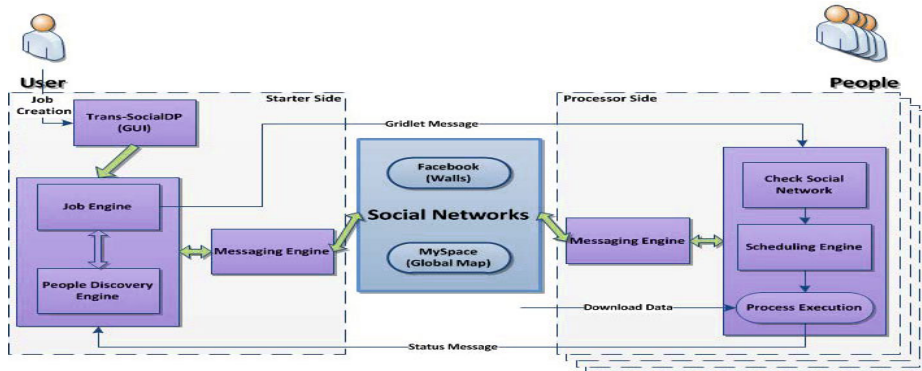 User
People
Job
Creation
Starter Side
Processor Side
Trans-SocialDP
(GUI)
Gridlet Message
Facebook
(Walls)
Social Networks
MySpace
(Global Map)
Job Engine
People Discovery
Engine
Messaging Engine
Messaging Engine
Check Social
Network
Scheduling Engine
Process Execution
Download Data
Status Message